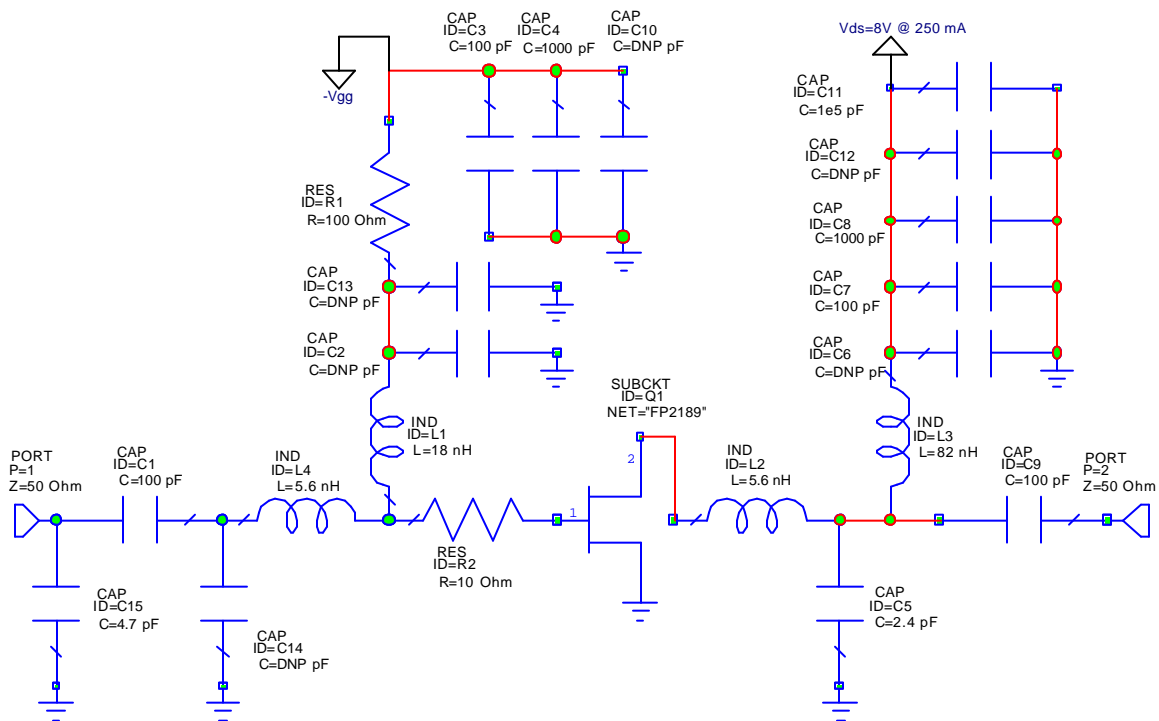 CAP
ID=C3
C=100 pF
CAP
ID=C4
C=1000 pF
CAP
ID=C10
C=DNP pF
-Vgg
Vds=8V @ 250 mA
CAP
ID=C11
C=1e5 pF
CAP
ID=C12
C=DNP pF
CAP
ID=C8
C=1000 pF
CAP
ID=C7
C=100 pF
CAP
ID=C6
C=DNP pF
RES
ID=R1
R=100 Ohm
CAP
ID=C13
C=DNP pF
CAP
ID=C2
C=DNP pF
IND
ID=L1
L=18 nH
SUBCKT
ID=Q1
NET="FP2189"
2
1
IND
ID=L3
L=82 nH
PORT
P=1
Z=50 Ohm
CAP
ID=C1
C=100 pF
IND
ID=L4
L=5.6 nH
RES
ID=R2
R=10 Ohm
IND
ID=L2
L=5.6 nH
CAP
ID=C9
C=100 pF
PORT
P=2
Z=50 Ohm
CAP
ID=C15
C=4.7 pF
CAP
ID=C14
C=DNP pF
CAP
ID=C5
C=2.4 pF